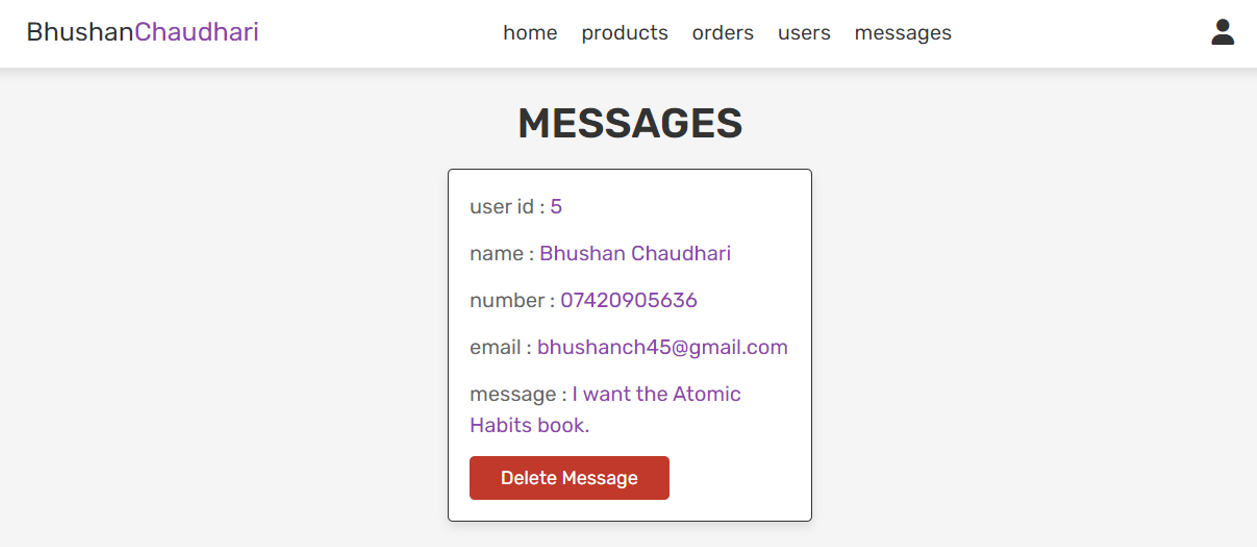 BhushanChaudhari
home products orders users messages
MESSAGES
user id : 5
name : Bhushan Chaudhari
number : 07420905636
email : bhushanch45@gmail.com
message : I want the Atomic
Habits book.
Delete Message